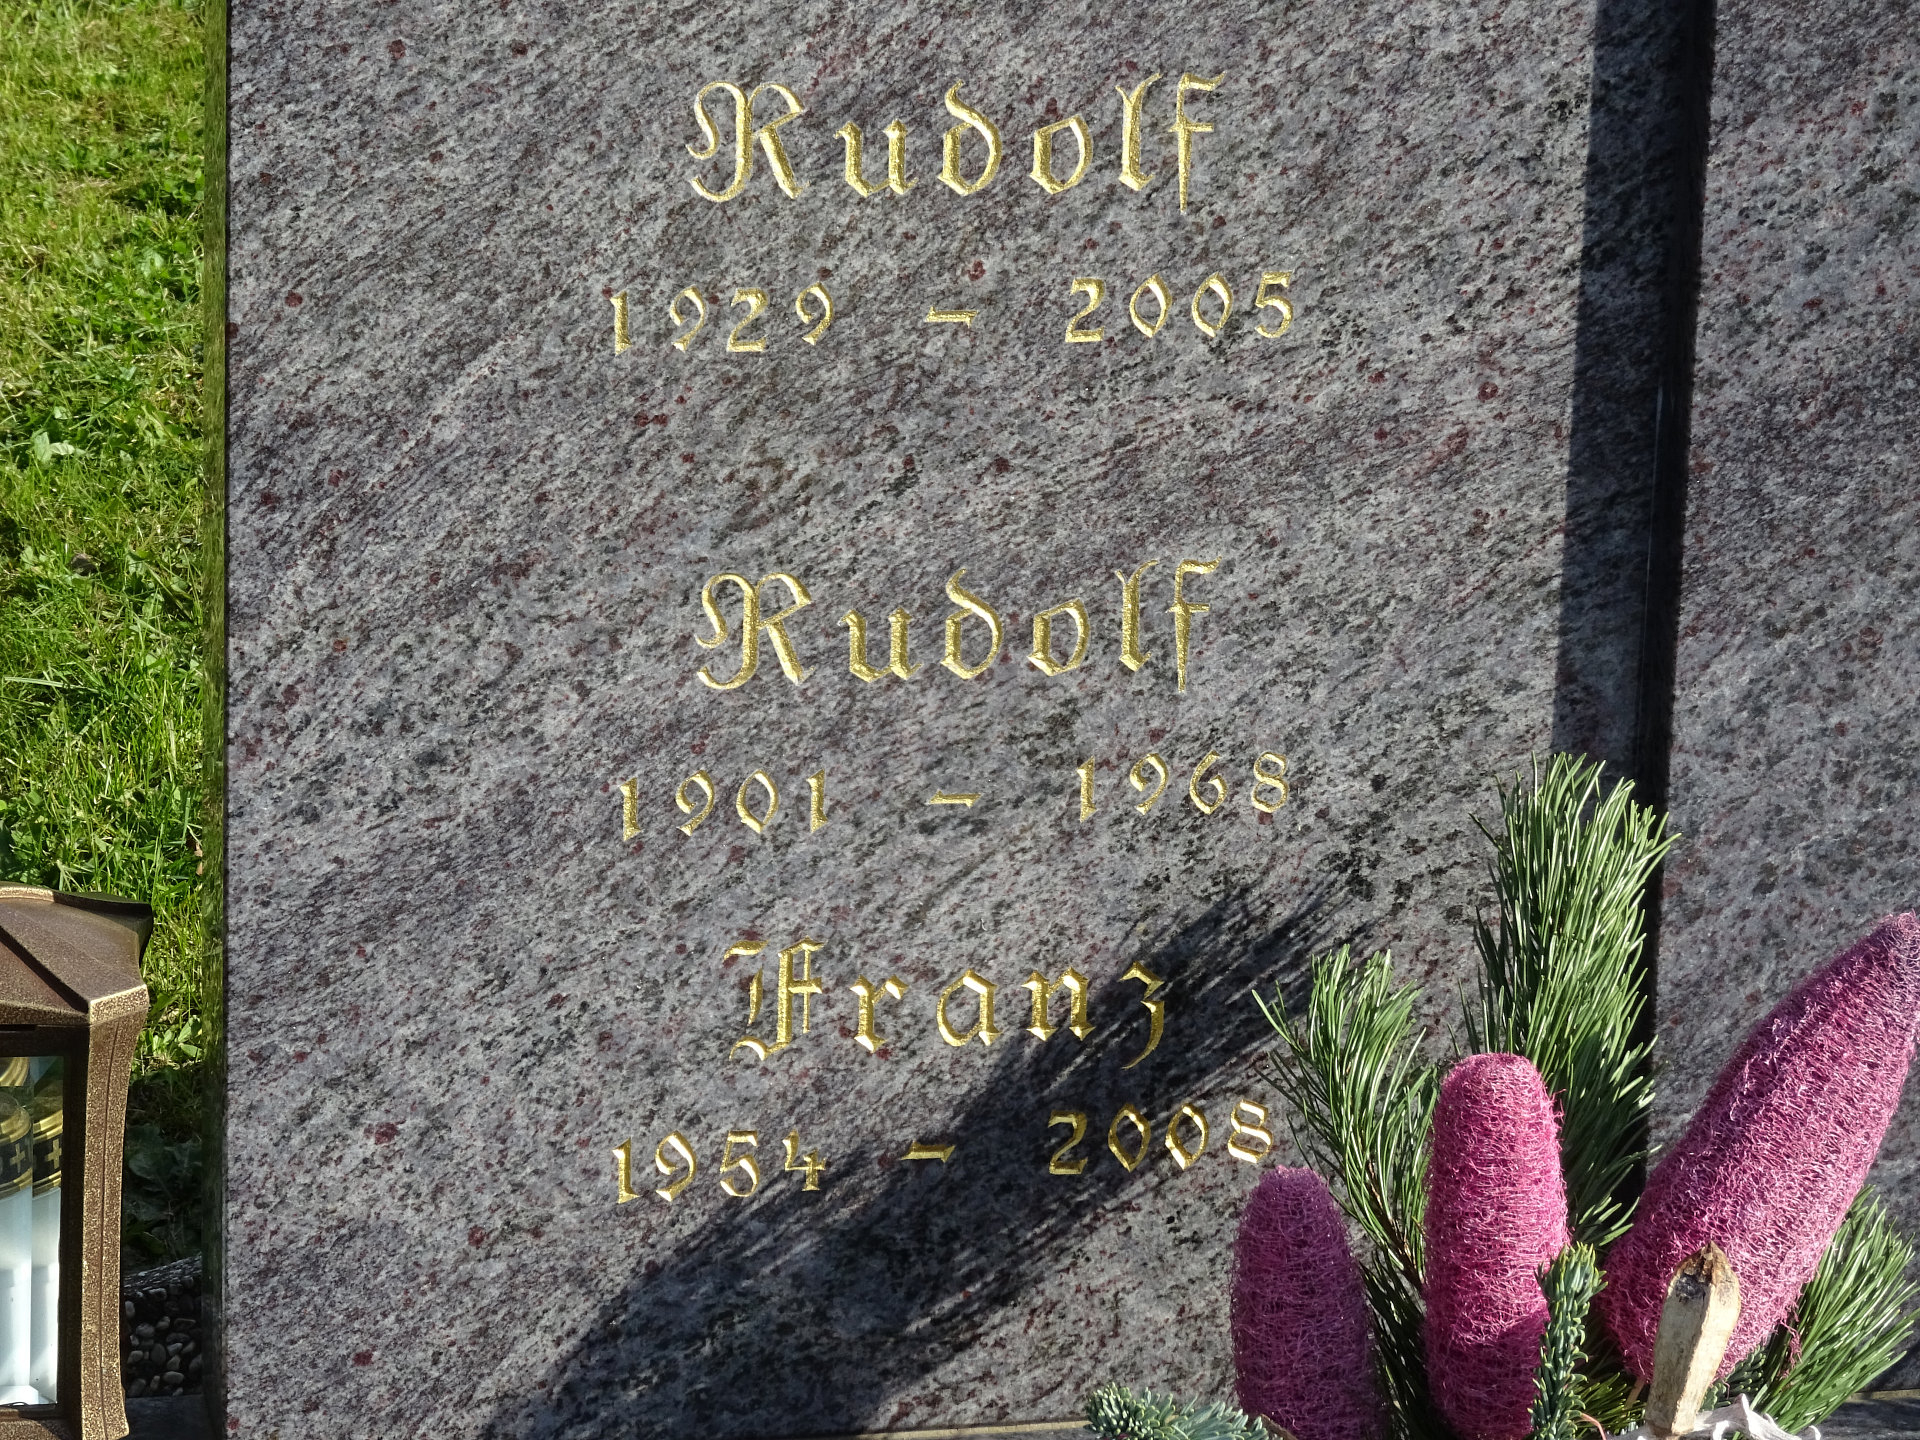 Rudolf
1929 - 2005
Rudolf
1901 - 1968
Franz
1954 - 2008